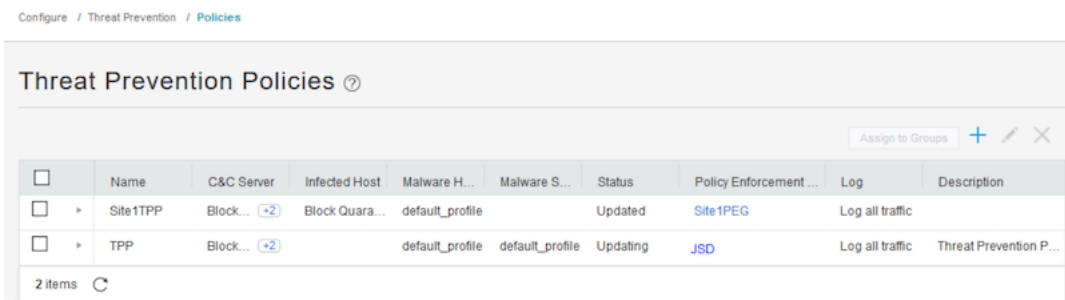 Configure / Threat Prevention / Policies
Threat Prevention Policies ?
Assign to Groups
Name C&C Server Infected Host Malware H... Malware S... Status Policy Enforcement ... Log Description
Site1TPP Block... +2 Block Quara... default_profile Updated Site1PEG Log all traffic
TPP Block... +2 default_profile default_profile Updating JSD Log all traffic Threat Prevention P...
2 items